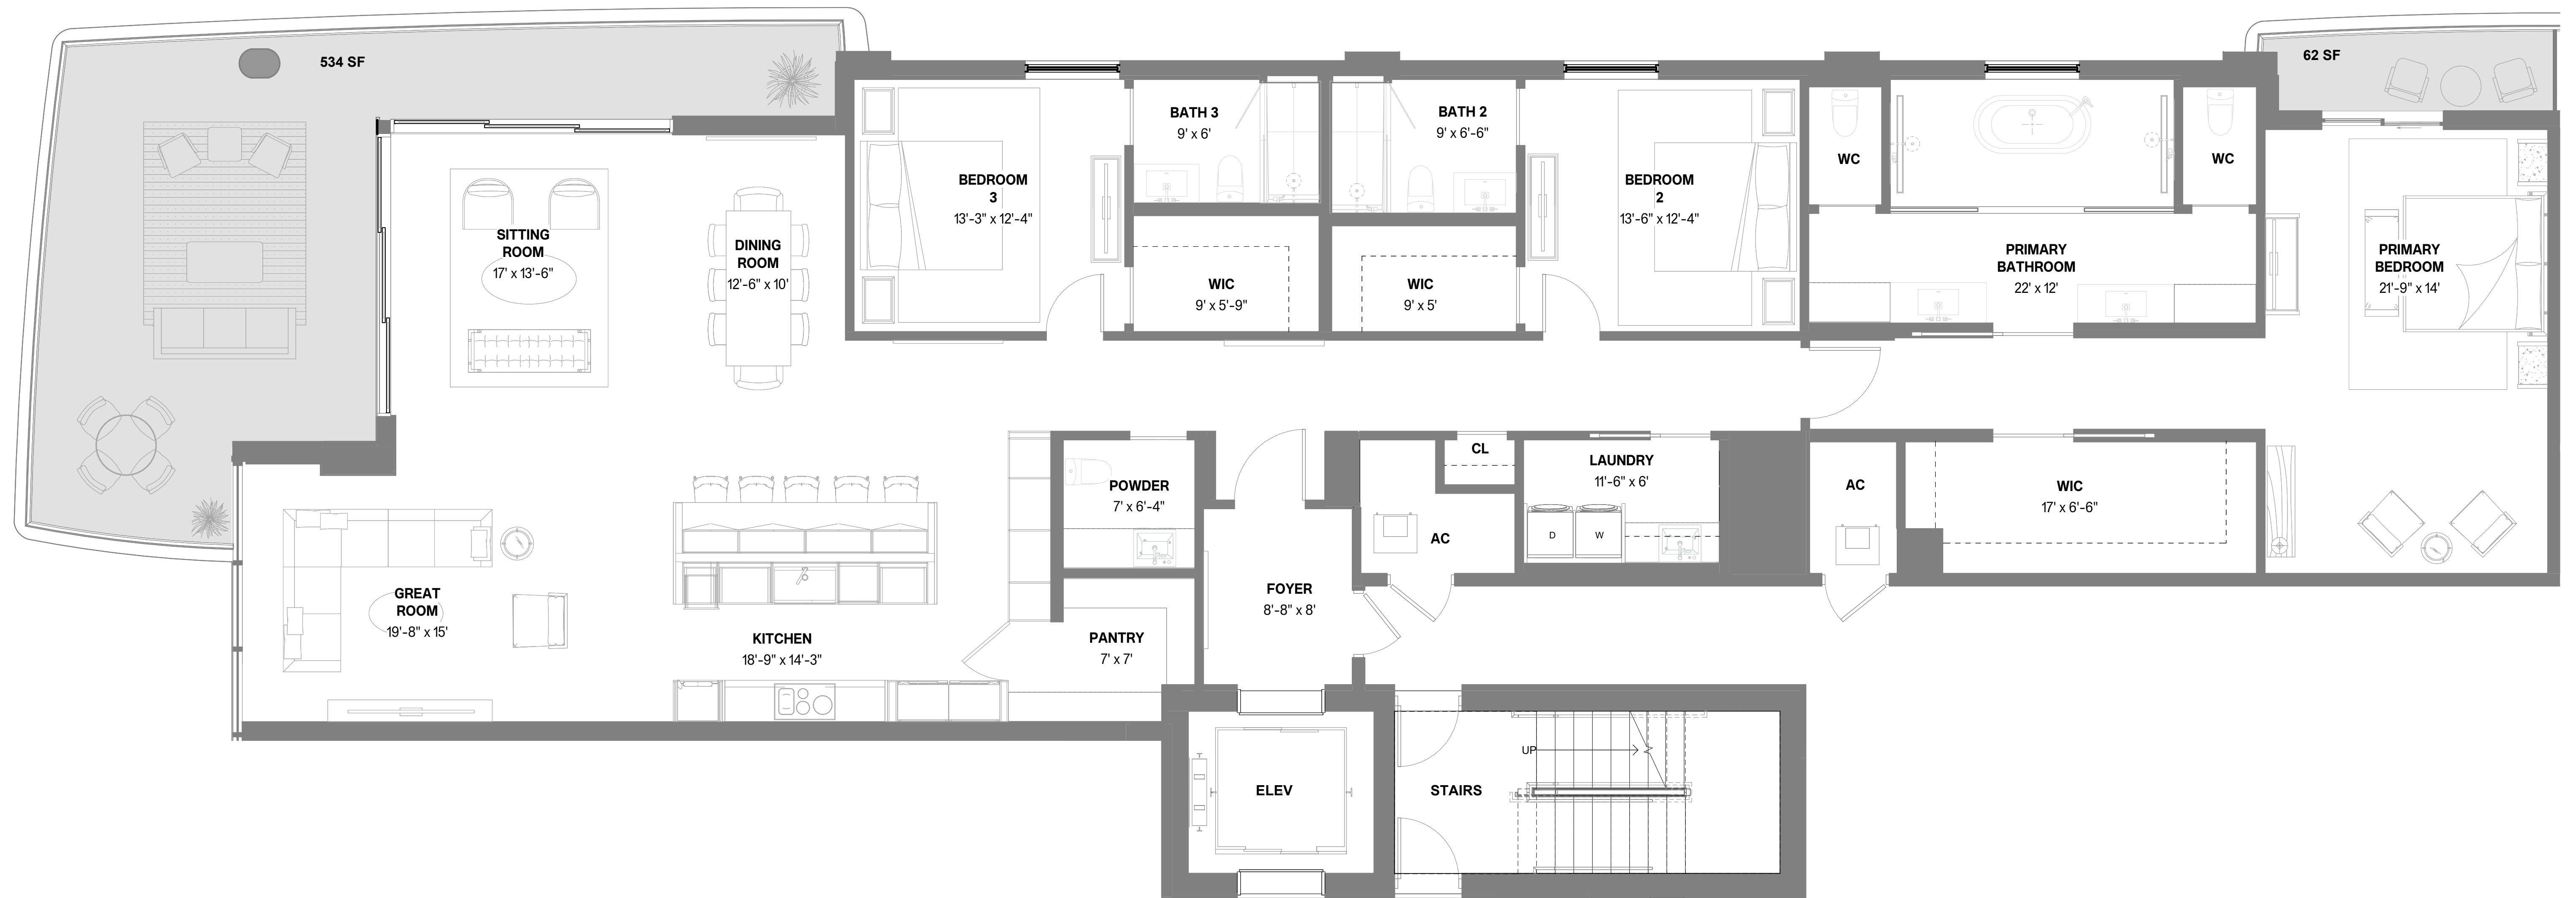 534 SF
62 SF
BATH 3
9' x 6'
BATH 2
9' x 6'-6"
WC
WC
BEDROOM
3
13'-3" x 12'-4"
BEDROOM
2
13'-6" x 12'-4"
SITTING
ROOM
17' x 13'-6"
DINING
ROOM
12'-6" x 10'
WIC
9' x 5'-9"
WIC
9' x 5'
PRIMARY
BATHROOM
22' x 12'
PRIMARY
BEDROOM
21'-9" x 14'
CL
LAUNDRY
11'-6" x 6'
POWDER
7' x 6'-4"
AC
D
W
AC
WIC
17' x 6'-6"
GREAT
ROOM
19'-8" x 15'
FOYER
8'-8" x 8'
KITCHEN
18'-9" x 14'-3"
PANTRY
7' x 7'
UP
ELEV
STAIRS